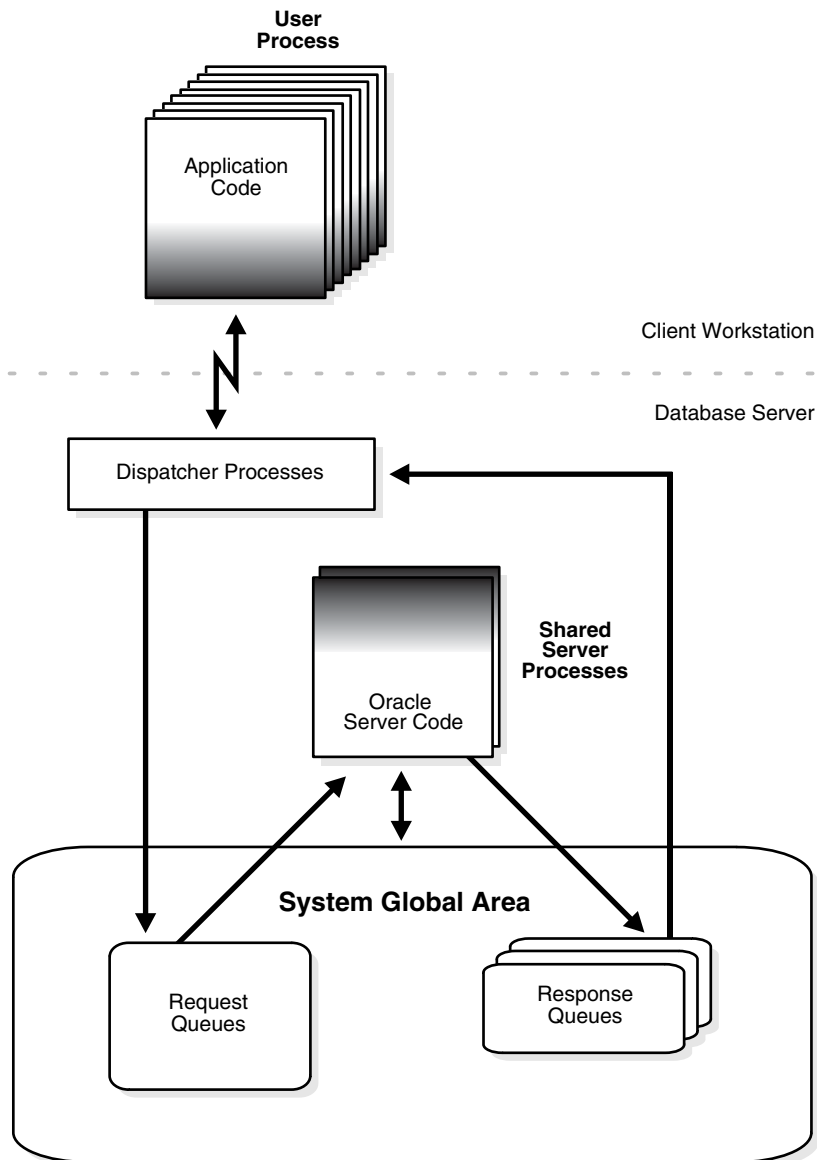 User
Process
Application
Code
Client Workstation
Database Server
Dispatcher Processes
Shared
Server
Processes
Oracle
Server Code
System Global Area
Request
Queues
Response
Queues